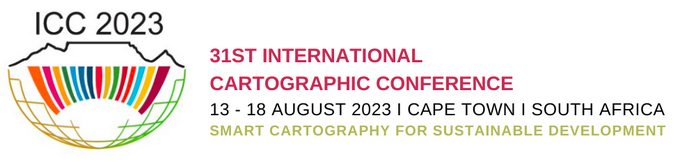 ICC 2023
31ST INTERNATIONAL
CARTOGRAPHIC CONFERENCE
13 - 18 AUGUST 2023 I CAPE TOWN I SOUTH AFRICA
SMART CARTOGRAPHY FOR SUSTAINABLE DEVELOPMENT